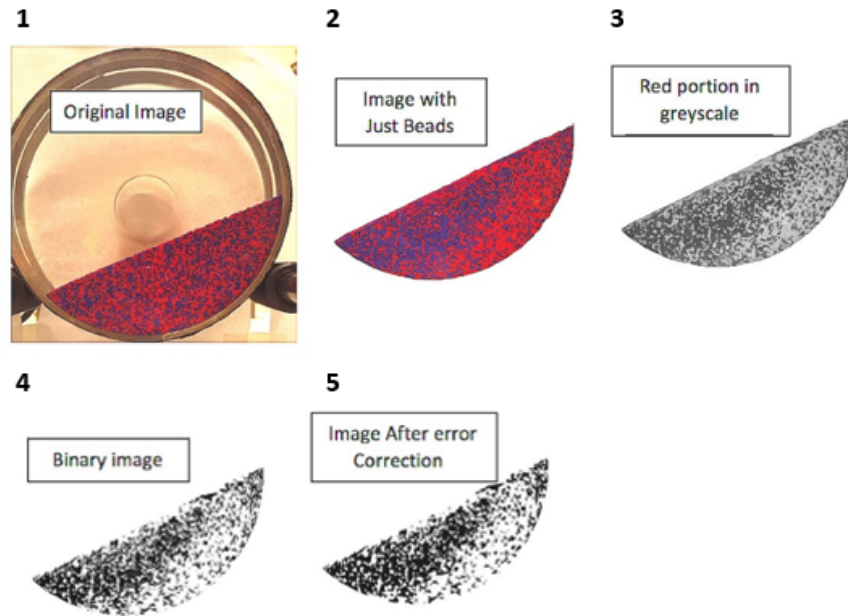 1
2
3
Original Image
Image with
Just Beads
Red portion in
greyscale
4
5
Binary image
Image After error
Correction